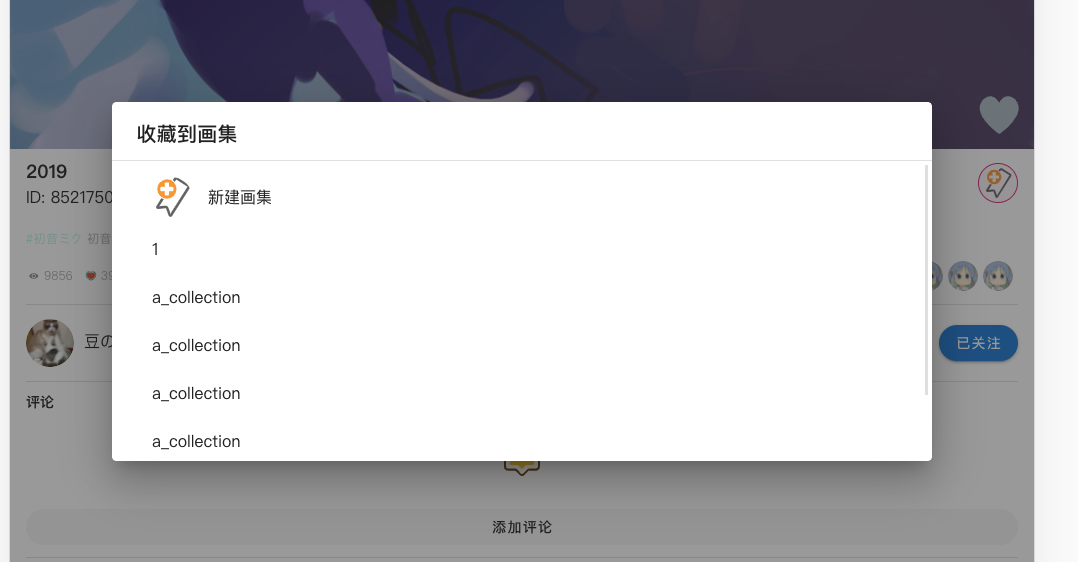 收藏到画集
新建画集
1
a_collection
a_collection
a_collection
a_collection
2019
ID: 8521750
#初音ミク 初音
9856 39
豆の
已关注
评论
添加评论